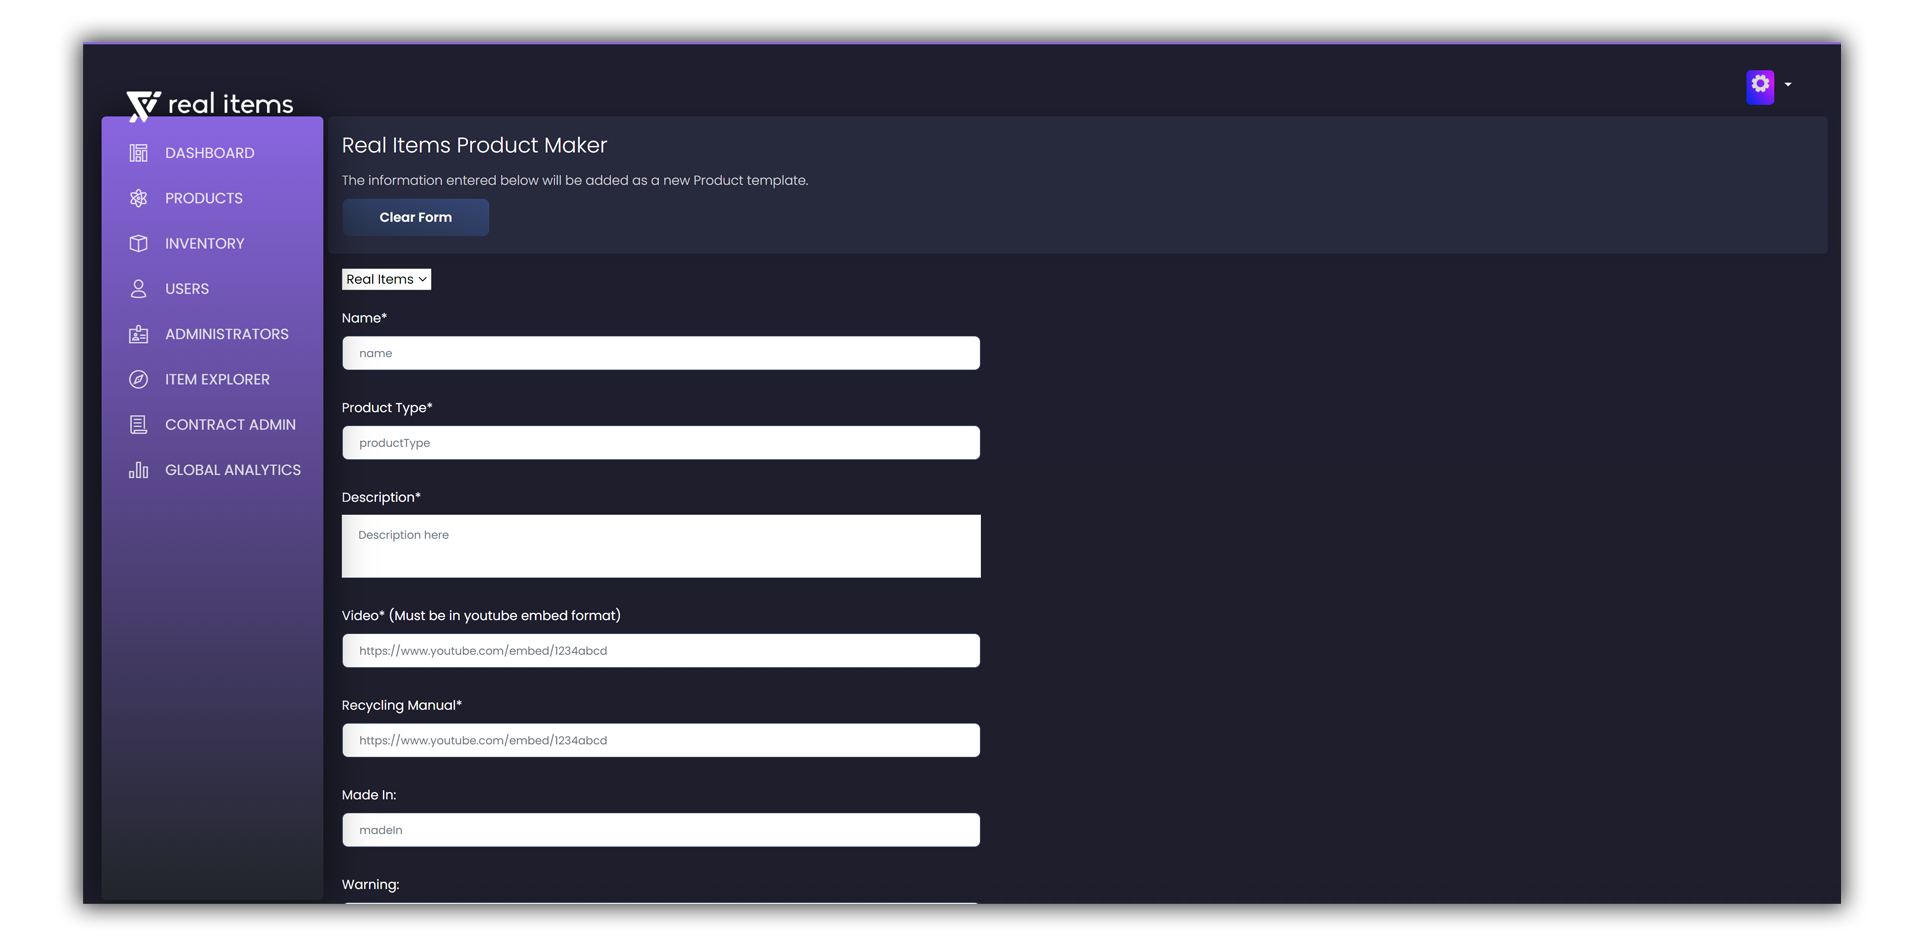 real items
DASHBOARD
PRODUCTS
INVENTORY
USERS
ADMINISTRATORS
ITEM EXPLORER
CONTRACT ADMIN
GLOBAL ANALYTICS
Real Items Product Maker
The information entered below will be added as a new Product template.
Clear Form
Real Items
Name*
name
Product Type*
productType
Description*
Description here
Video* (Must be in youtube embed format)
https://www.youtube.com/embed/1234abcd
Recycling Manual*
https://www.youtube.com/embed/1234abcd
Made In:
madeIn
Warning: